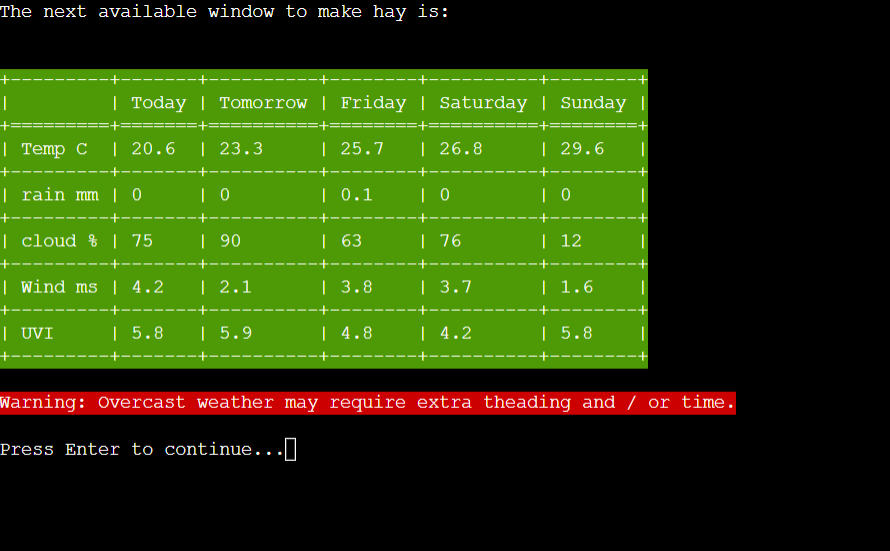 The next available window to make hay is:
+---------+-------+----------+--------+----------+--------+
|         | Today | Tomorrow | Friday | Saturday | Sunday |
+=========+=======+==========+========+==========+========+
| Temp C  | 20.6  | 23.3     | 25.7   | 26.8     | 29.6   |
+---------+-------+----------+--------+----------+--------+
| rain mm | 0     | 0        | 0.1    | 0        | 0      |
+---------+-------+----------+--------+----------+--------+
| cloud % | 75    | 90       | 63     | 76       | 12     |
+---------+-------+----------+--------+----------+--------+
| Wind ms | 4.2   | 2.1      | 3.8    | 3.7      | 1.6    |
+---------+-------+----------+--------+----------+--------+
| UVI     | 5.8   | 5.9      | 4.8    | 4.2      | 5.8    |
+---------+-------+----------+--------+----------+--------+
Warning: Overcast weather may require extra theading and / or time.
Press Enter to continue...